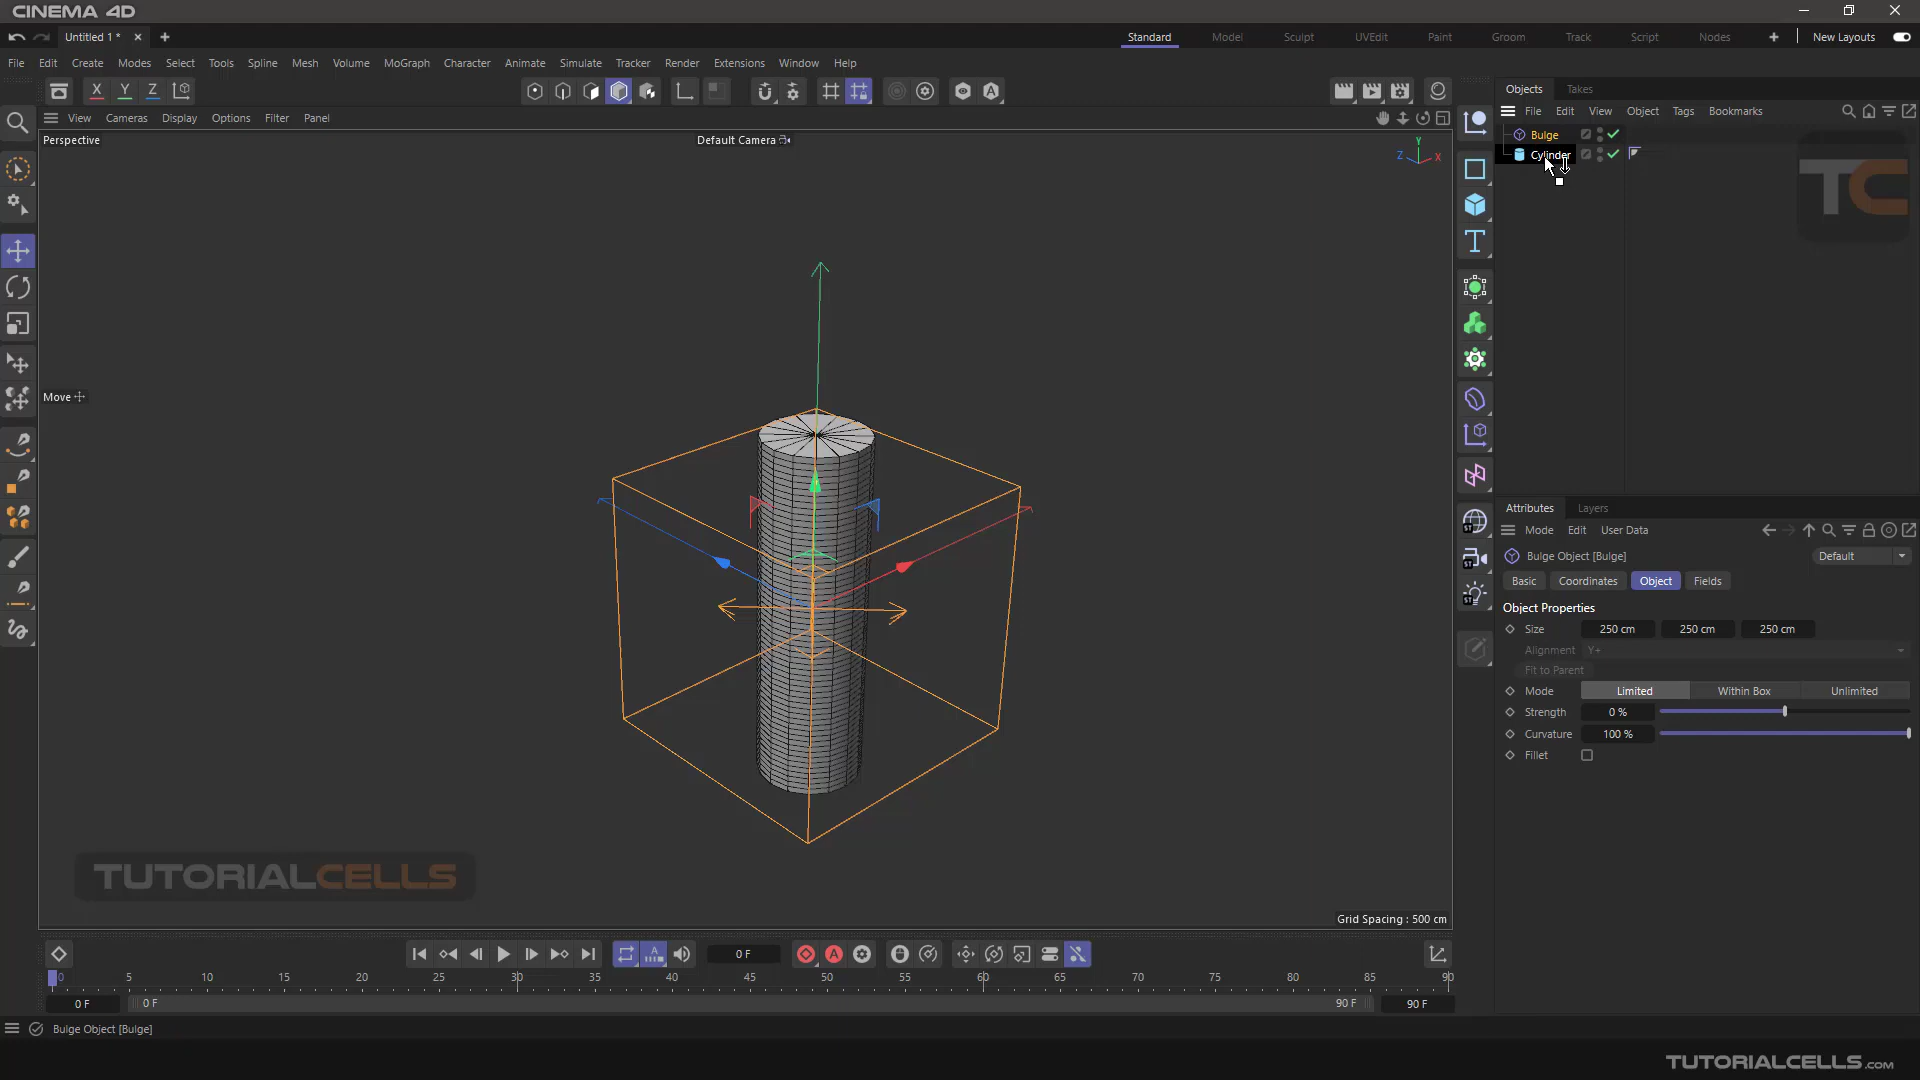 CINEMA 4D
Untitled 1 *
Standard
Model
Sculpt
UVEdit
Paint
Groom
Track
Script
Nodes
New Layouts
File Edit Create Modes Select Tools Spline Mesh Volume MoGraph Character Animate Simulate Tracker Render Extensions Window Help
X Y Z
Objects Takes
View Cameras Display Options Filter Panel
File Edit View Object Tags Bookmarks
Perspective
Default Camera
Y
Z X
Bulge
Cylinder
TC
Move
Attributes Layers
Mode Edit User Data
Bulge Object [Bulge]
Default
Basic Coordinates Object Fields
Object Properties
Size 250 cm 250 cm 250 cm
Alignment Y+
Fit to Parent
Mode Limited Within Box Unlimited
Strength 0 %
Curvature 100 %
Fillet
TUTORIALCELLS
Grid Spacing : 500 cm
0 F
0 5 10 15 20 25 30 35 40 45 50 55 60 65 70 75 80 85 90
0 F 0 F 90 F 90 F
Bulge Object [Bulge]
TUTORIALCELLS.com